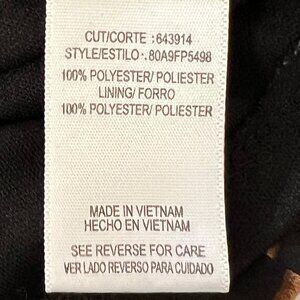 CUT/CORTE :643914
STYLE/ESTILO :.80A9FP5498
100% POLYESTER/ POLIESTER
LINING/ FORRO
100% POLYESTER/ POLIESTER
MADE IN VIETNAM
HECHO EN VIETNAM
SEE REVERSE FOR CARE
VER LADO REVERSO PARA CUIDADO